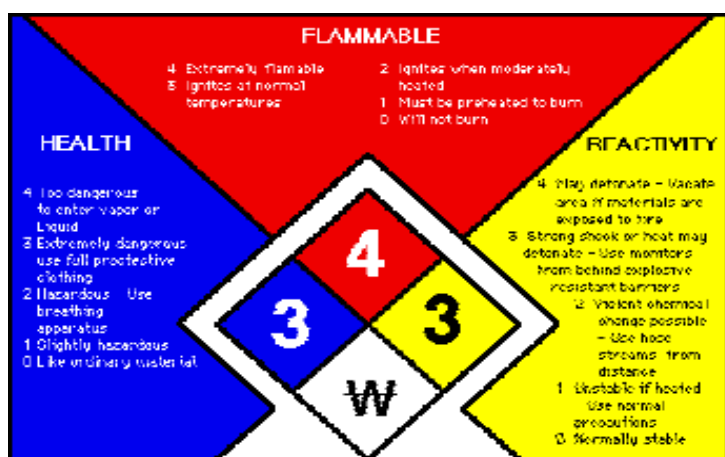 FLAMMABLE
4 Extremely flamable
3 Ignites at normal
temperatures
2 Ignites when moderately
heated
1 Must be preheated to burn
0 Will not burn
HEALTH
4 Too dangerous
to enter vapor or
Liquid
3 Extremely dangerous
use full proctestive
clothing
2 Hazardous Use
breathing
apparatus
1 Slightly hazardous
0 Like ordinary material
REACTIVITY
4 May detonate - Vacate
area if materials are
exposed to fire
3 Strong shock or heat may
detonate - Use monitors
from behind explosive
resistant barriers
2 Violent chemical
change possible
- Use hose
streams from
distance
1 Unstable if heated
Use normal
precautions
0 Normally stable
4
3
3
W